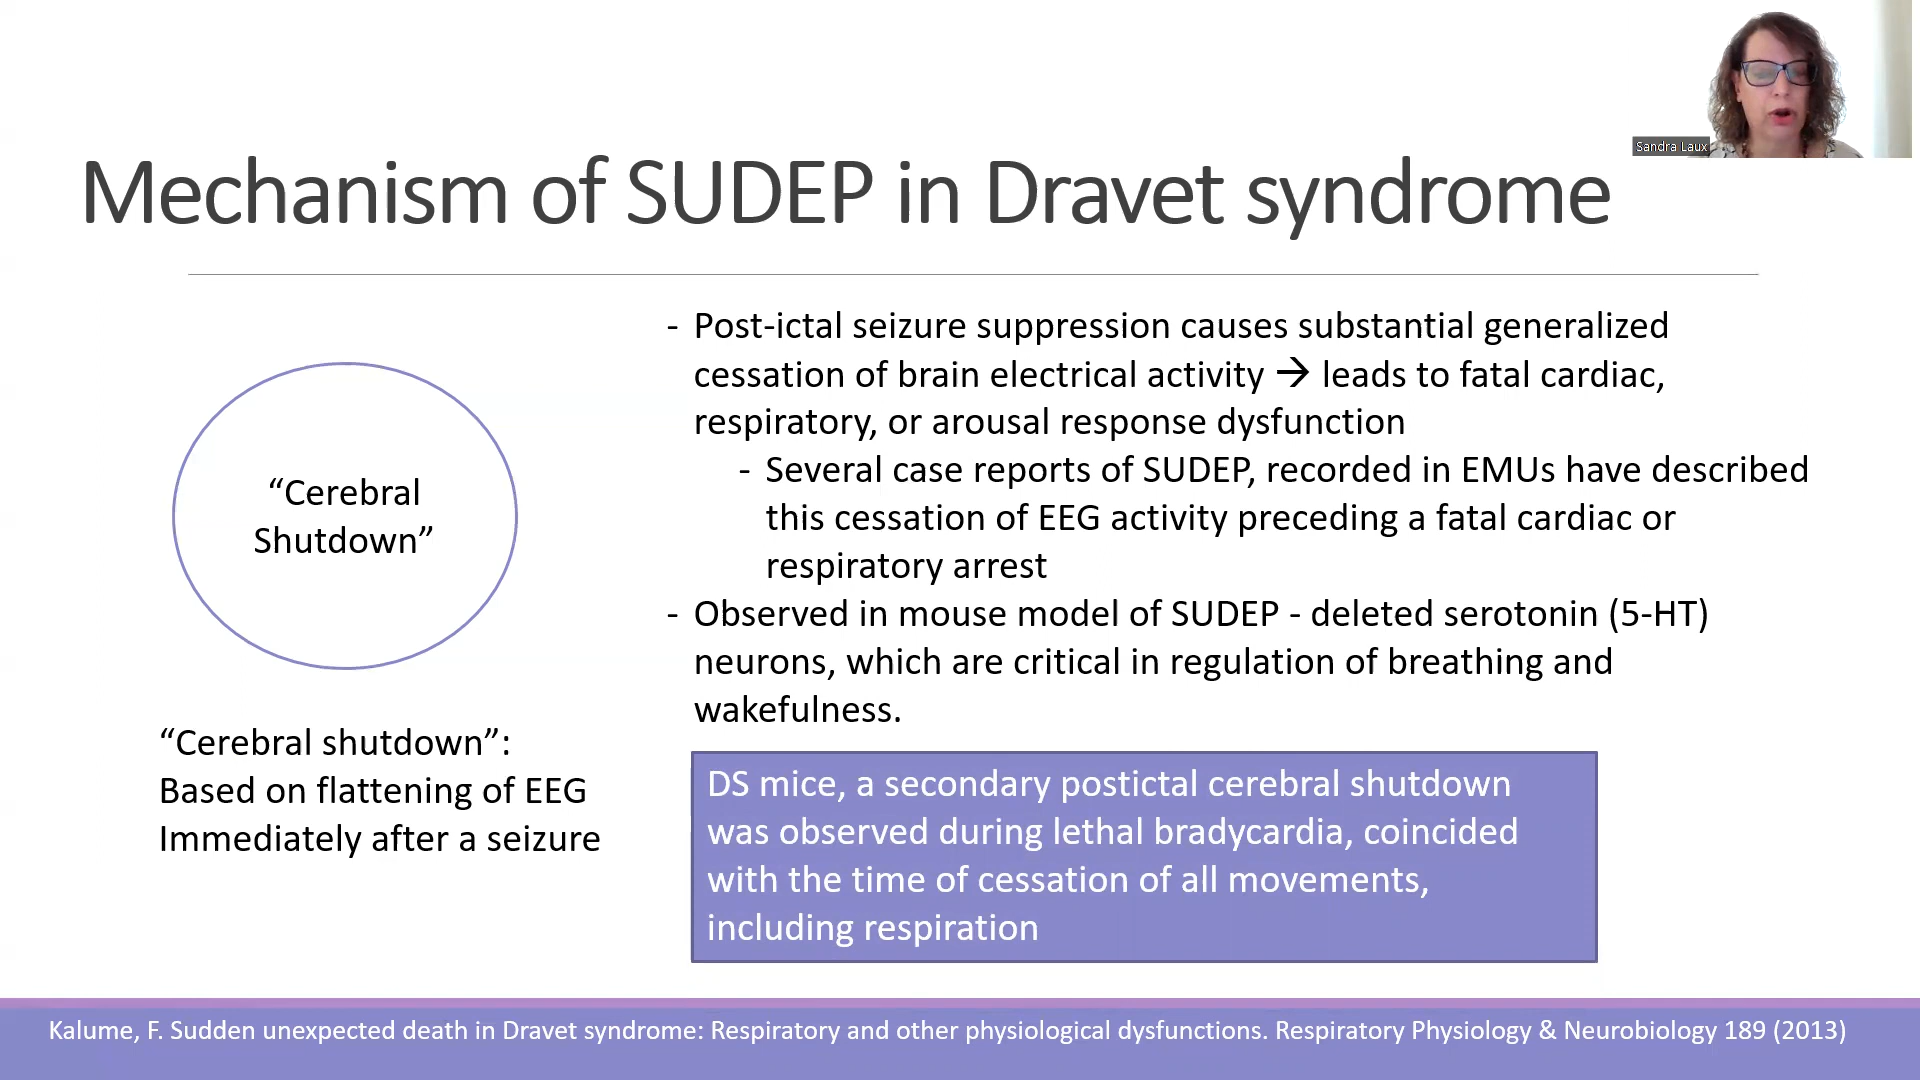 Sandra Laux
Mechanism of SUDEP in Dravet syndrome
“Cerebral
Shutdown”
“Cerebral shutdown”:
Based on flattening of EEG
Immediately after a seizure
- Post-ictal seizure suppression causes substantial generalized
cessation of brain electrical activity → leads to fatal cardiac,
respiratory, or arousal response dysfunction
- Several case reports of SUDEP, recorded in EMUs have described
this cessation of EEG activity preceding a fatal cardiac or
respiratory arrest
- Observed in mouse model of SUDEP - deleted serotonin (5-HT)
neurons, which are critical in regulation of breathing and
wakefulness.
DS mice, a secondary postictal cerebral shutdown
was observed during lethal bradycardia, coincided
with the time of cessation of all movements,
including respiration
Kalume, F. Sudden unexpected death in Dravet syndrome: Respiratory and other physiological dysfunctions. Respiratory Physiology & Neurobiology 189 (2013)